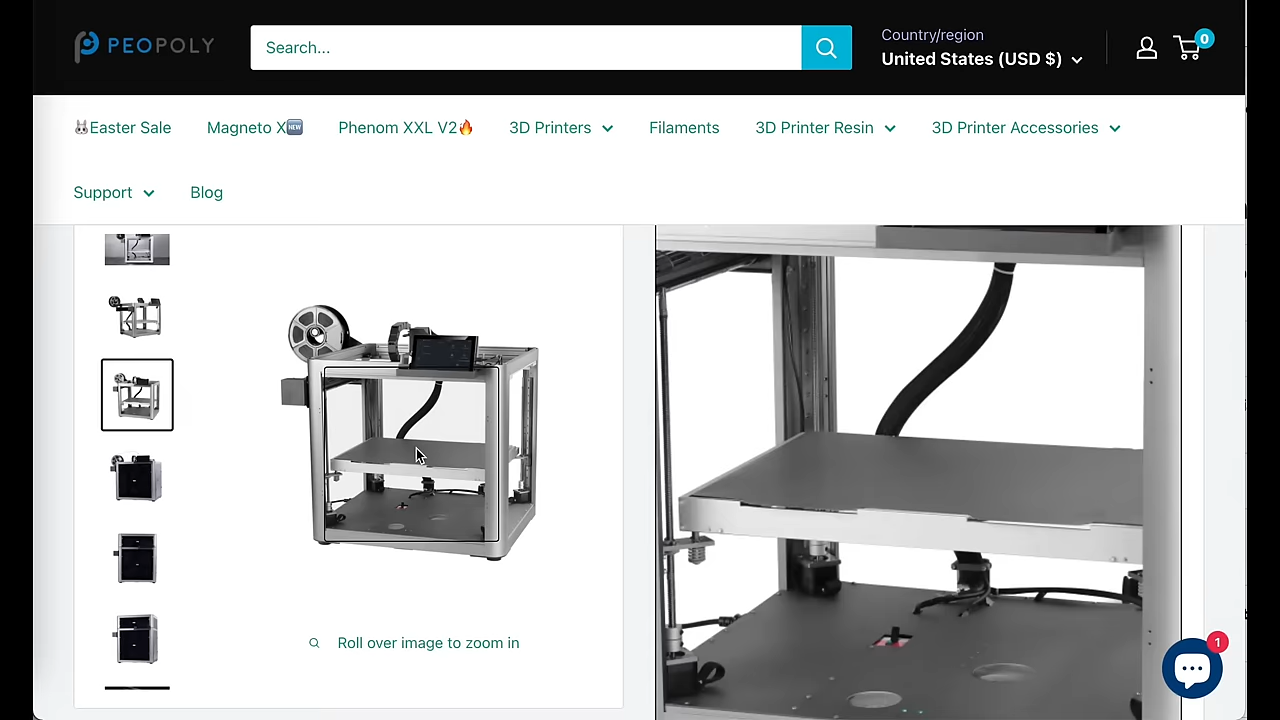 PEOPOLY
Search...
Country/region
United States (USD $)
0
Easter Sale
Magneto X🆕
Phenom XXL V2
3D Printers
Filaments
3D Printer Resin
3D Printer Accessories
Support
Blog
Roll over image to zoom in
1